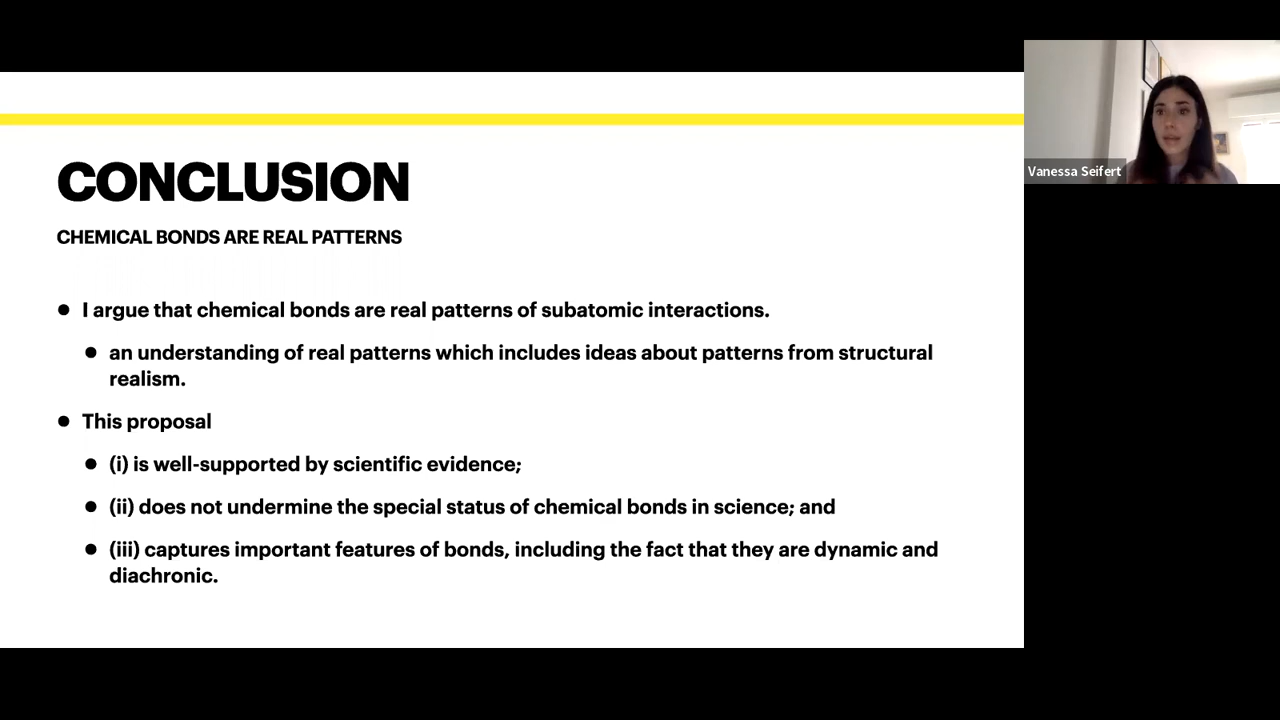 CONCLUSION
CHEMICAL BONDS ARE REAL PATTERNS
● I argue that chemical bonds are real patterns of subatomic interactions.
● an understanding of real patterns which includes ideas about patterns from structural
realism.
● This proposal
● (i) is well-supported by scientific evidence;
● (ii) does not undermine the special status of chemical bonds in science; and
● (iii) captures important features of bonds, including the fact that they are dynamic and
diachronic.
Vanessa Seifert